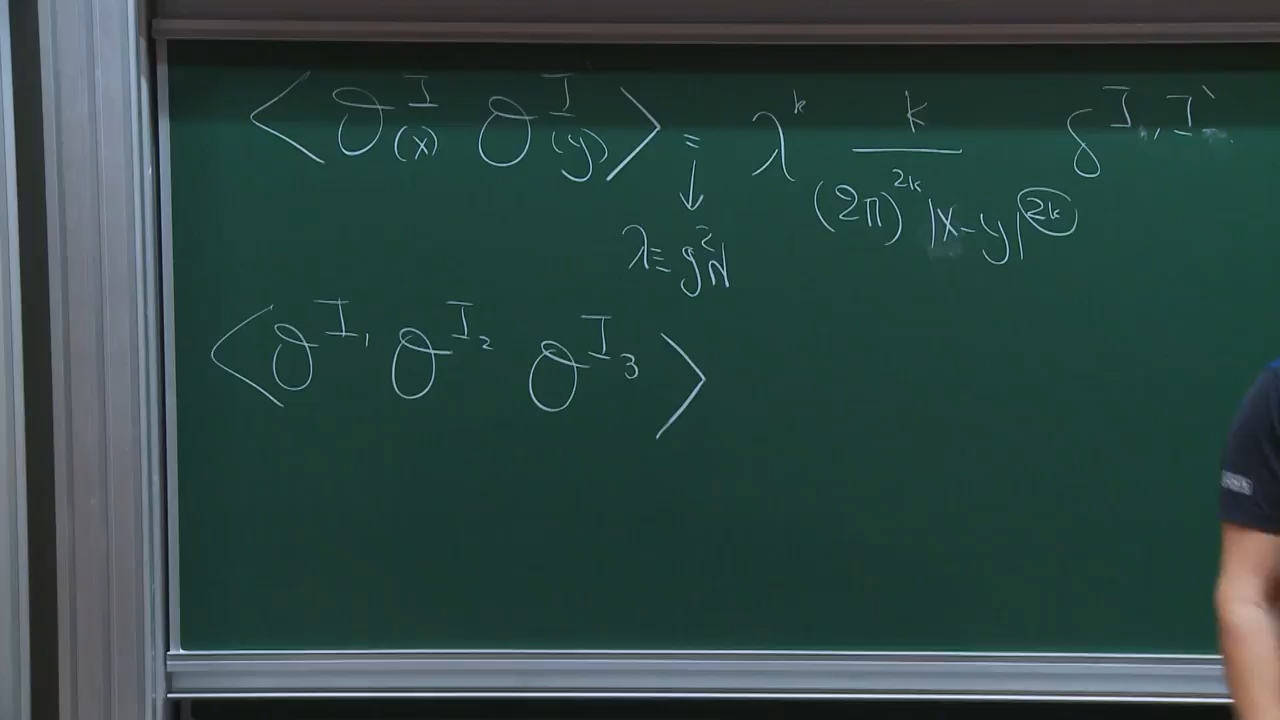 ⟨ O^I (x) O^I (y) ⟩ = λ^k k / ((2π)^{2k} |x-y|^{2k}) δ^{I,I`}
↓
λ ≡ g²N
⟨ O^{I_1} O^{I_2} O^{I_3} ⟩